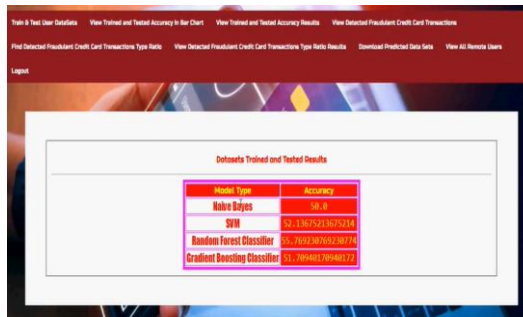 Train & Test User DataSets View Trained and Tested Accuracy in Bar Chart View Trained and Tested Accuracy Results View Detected Fraudulent Credit Card Transactions
Find Detected Fraudulent Credit Card Transactions Type Ratio View Detected Fraudulent Credit Card Transactions Type Ratio Results Download Predicted Data Sets View All Remote Users
Logout
Datasets Trained and Tested Results
Model Type Accuracy
Naive Bayes 50.0
SVM 52.13675213675214
Random Forest Classifier 55.769230769230774
Gradient Boosting Classifier 51.70940170940172